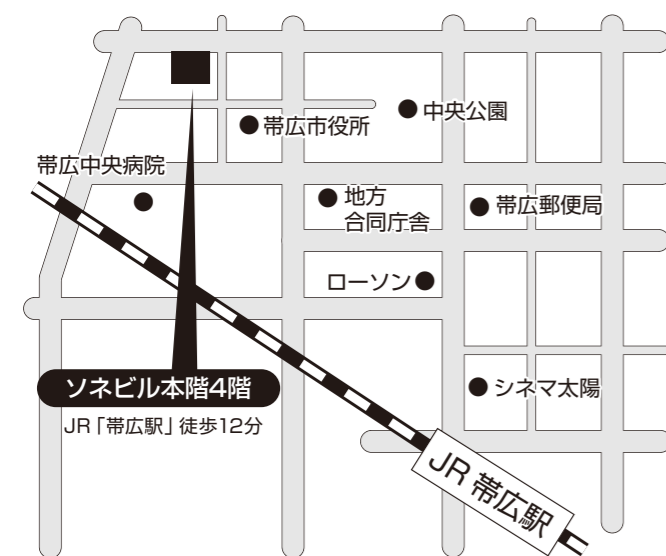 中央公園
帯広市役所
帯広中央病院
地方
合同庁舎
帯広郵便局
ローソン
ソネビル本階4階
シネマ太陽
JR「帯広駅」徒歩12分
JR 帯広駅